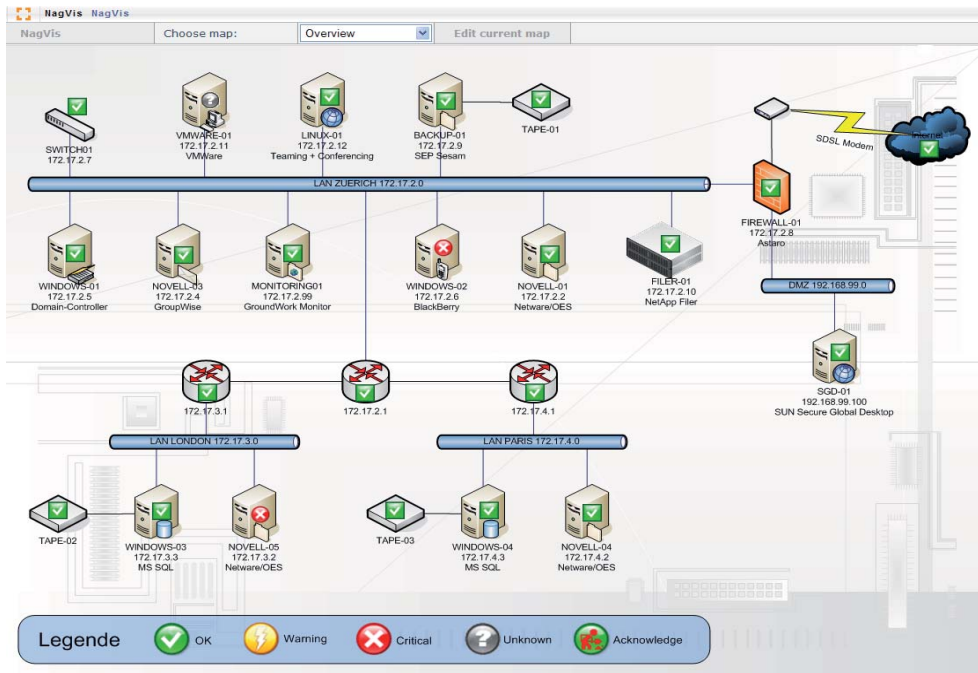 NagVis NagVis
NagVis
Choose map:
Overview
Edit current map
SWITCH01
172.17.2.7
VMWARE-01
172.17.2.11
VMWare
LINUX-01
172.17.2.12
Teaming + Conferencing
BACKUP-01
172.17.2.9
SEP Sesam
TAPE-01
SDSL Modem
Internet
LAN ZUERICH 172.17.2.0
FIREWALL-01
172.17.2.8
Astaro
WINDOWS-01
172.17.2.5
Domain-Controller
NOVELL-03
172.17.2.4
GroupWise
MONITORING01
172.17.2.99
GroundWork Monitor
WINDOWS-02
172.17.2.6
BlackBerry
NOVELL-01
172.17.2.2
Netware/OES
FILER-01
172.17.2.10
NetApp Filer
DMZ 192.168.99.0
SGD-01
192.168.99.100
SUN Secure Global Desktop
172.17.3.1
172.17.2.1
172.17.4.1
LAN LONDON 172.17.3.0
LAN PARIS 172.17.4.0
TAPE-02
WINDOWS-03
172.17.3.3
MS SQL
NOVELL-05
172.17.3.2
Netware/OES
TAPE-03
WINDOWS-04
172.17.4.3
MS SQL
NOVELL-04
172.17.4.2
Netware/OES
Legende
OK
Warning
Critical
Unknown
Acknowledge